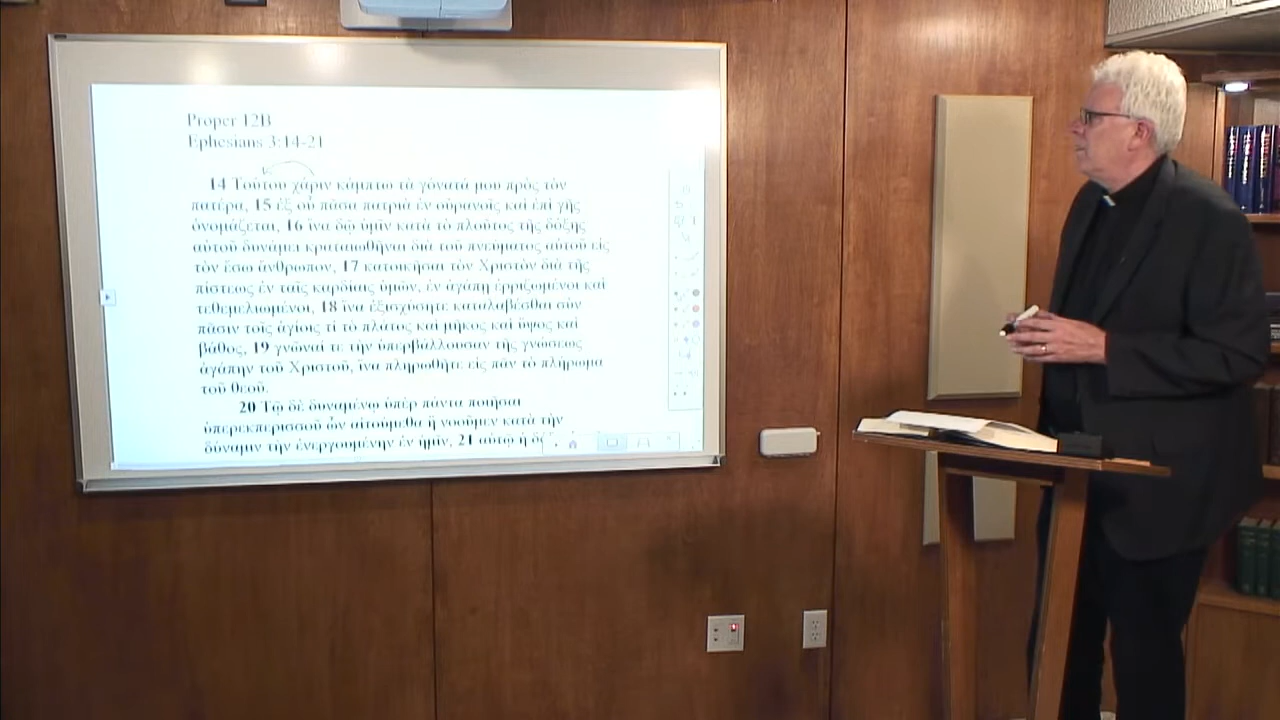 Proper 12B
Ephesians 3:14-21
14 Τούτου χάριν κάμπτω τὰ γόνατά μου πρὸς τὸν
πατέρα, 15 ἐξ οὗ πᾶσα πατριὰ ἐν οὐρανοῖς καὶ ἐπὶ γῆς
ὀνομάζεται, 16 ἵνα δῷ ὑμῖν κατὰ τὸ πλοῦτος τῆς δόξης
αὐτοῦ δυνάμει κραταιωθῆναι διὰ τοῦ πνεύματος αὐτοῦ εἰς
τὸν ἔσω ἄνθρωπον, 17 κατοικῆσαι τὸν Χριστὸν διὰ τῆς
πίστεως ἐν ταῖς καρδίαις ὑμῶν, ἐν ἀγάπῃ ἐρριζωμένοι καὶ
τεθεμελιωμένοι, 18 ἵνα ἐξισχύσητε καταλαβέσθαι σὺν
πᾶσιν τοῖς ἁγίοις τί τὸ πλάτος καὶ μῆκος καὶ ὕψος καὶ
βάθος, 19 γνῶναί τε τὴν ὑπερβάλλουσαν τῆς γνώσεως
ἀγάπην τοῦ Χριστοῦ, ἵνα πληρωθῆτε εἰς πᾶν τὸ πλήρωμα
τοῦ θεοῦ.
20 Τῷ δὲ δυναμένῳ ὑπὲρ πάντα ποιῆσαι
ὑπερεκπερισσοῦ ὧν αἰτούμεθα ἢ νοοῦμεν κατὰ τὴν
δύναμιν τὴν ἐνεργουμένην ἐν ἡμῖν, 21 αὐτῷ ἡ